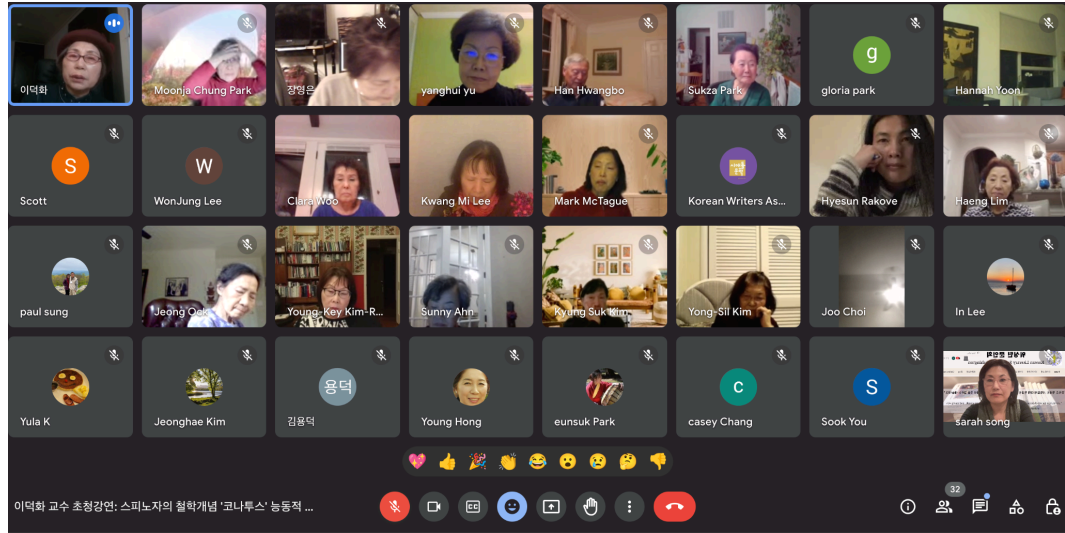 이덕화
Moonja Chung Park
장영은
yanghui yu
Han Hwangbo
Sukza Park
g
gloria park
Hannah Yoon
S
Scott
W
WonJung Lee
Clara Woo
Kwang Mi Lee
Mark McTague
Korean Writers As...
Hyesun Rakove
Haeng Lim
paul sung
Jeong Ock
Young-Key Kim-R...
Sunny Ahn
Kyung Suk Kim
Yong-Sil Kim
Joo Choi
In Lee
Yula K
Jeonghae Kim
용덕
김용덕
Young Hong
eunsuk Park
c
casey Chang
S
Sook You
sarah song
이덕화 교수 초청강연: 스피노자의 철학개념 '코나투스' 능동적 ...
CC
32